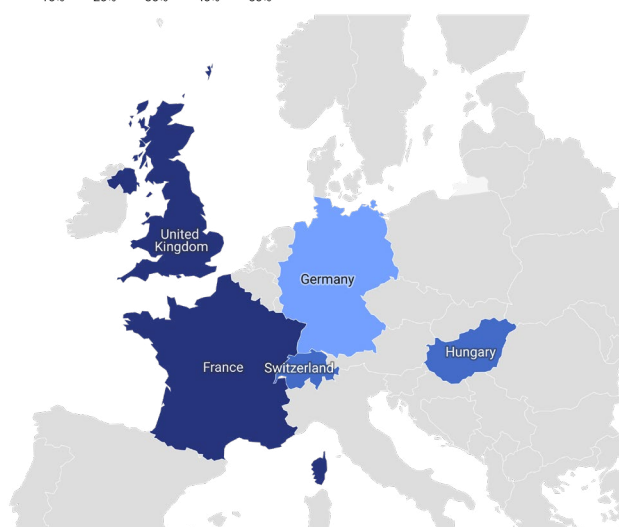 United
Kingdom
Germany
France
Switzerland
Hungary